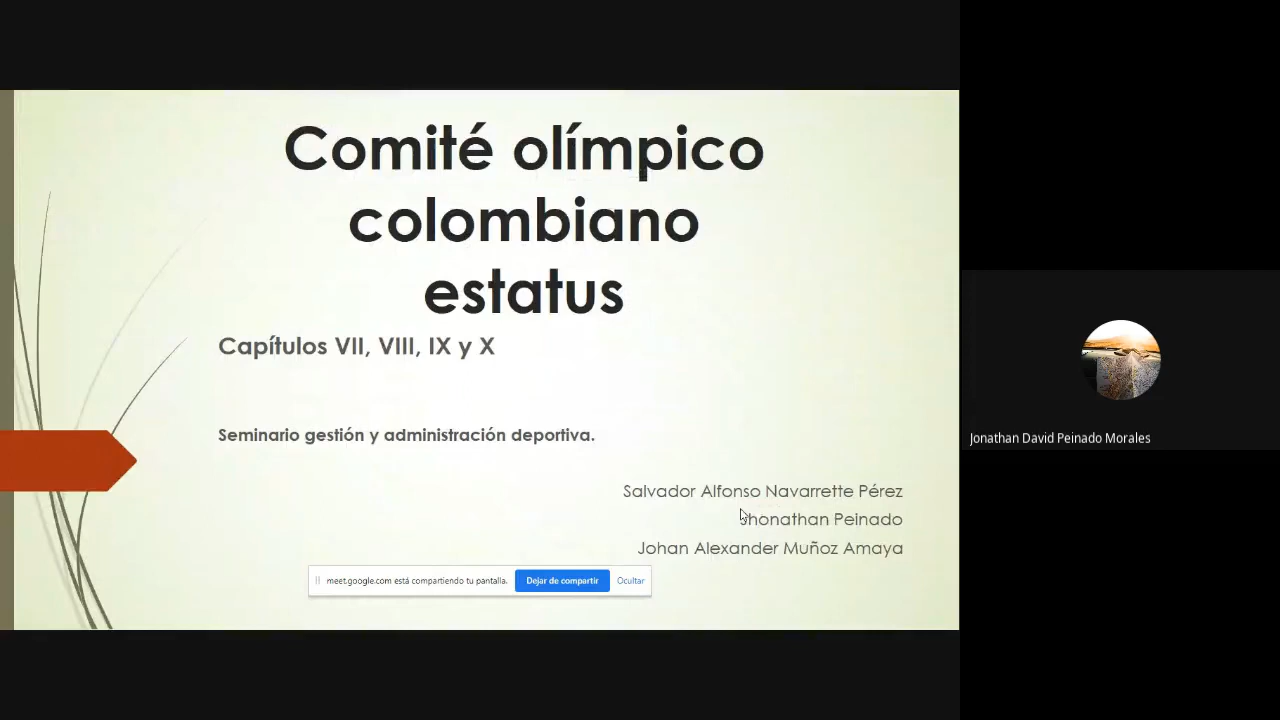 Comité olímpico
colombiano
estatus
Capítulos VII, VIII, IX y X
Seminario gestión y administración deportiva.
Salvador Alfonso Navarrette Pérez
Jhonathan Peinado
Johan Alexander Muñoz Amaya
meet.google.com está compartiendo tu pantalla.
Dejar de compartir
Ocultar
Jonathan David Peinado Morales